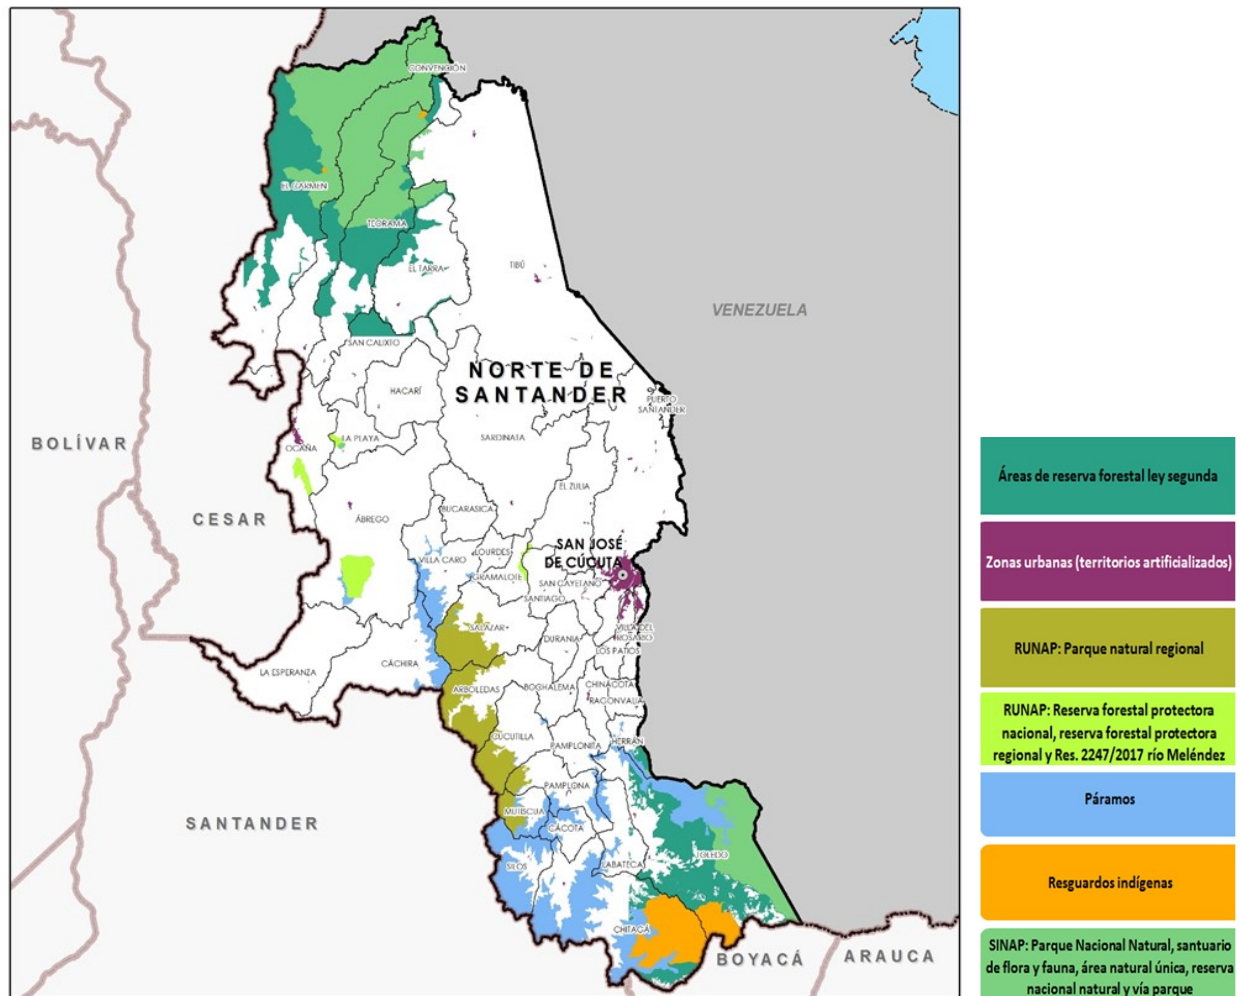 CONVENCIÓN
EL CARMEN
TEORAMA
EL TARRA
TIBÚ
VENEZUELA
SAN CALIXTO
NORTE DE
SANTANDER
HACARÍ
PUERTO
SANTANDER
BOLÍVAR
OCAÑA
LA PLAYA
SARDINATA
EL ZULIA
CESAR
ÁBREGO
BUCARASICA
VILLA CARO
LOURDES
SAN JOSÉ
DE CÚCUTA
GRAMALOTE
SAN CAYETANO
SANTIAGO
SALAZAR
DURANIA
VILLA DEL
ROSARIO
LOS PATIOS
LA ESPERANZA
CÁCHIRA
ARBOLEDAS
BOCHALEMA
CHINÁCOTA
RAGONVALIA
CUCUTILLA
PAMPLONITA
HERRÁN
PAMPLONA
MUTISCUA
CÁCOTA
SANTANDER
SILOS
LABATECA
TOLEDO
CHITAGÁ
BOYACÁ
ARAUCA
Áreas de reserva forestal ley segunda
Zonas urbanas (territorios artificializados)
RUNAP: Parque natural regional
RUNAP: Reserva forestal protectora
nacional, reserva forestal protectora
regional y Res. 2247/2017 río Meléndez
Páramos
Resguardos indígenas
SINAP: Parque Nacional Natural, santuario
de flora y fauna, área natural única, reserva
nacional natural y vía parque